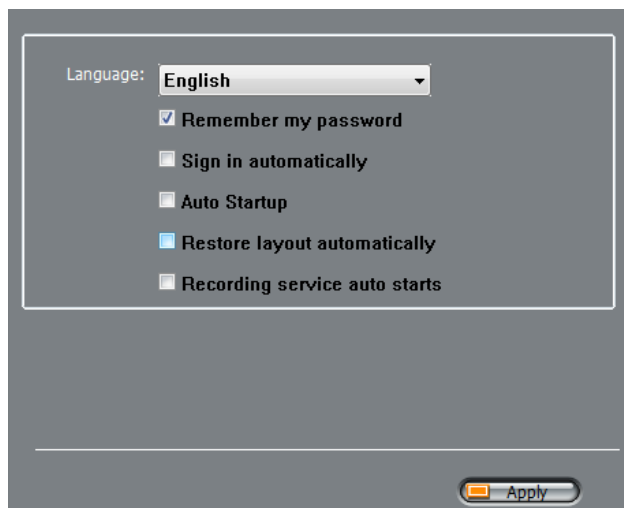 Language: English
Remember my password
Sign in automatically
Auto Startup
Restore layout automatically
Recording service auto starts
Apply